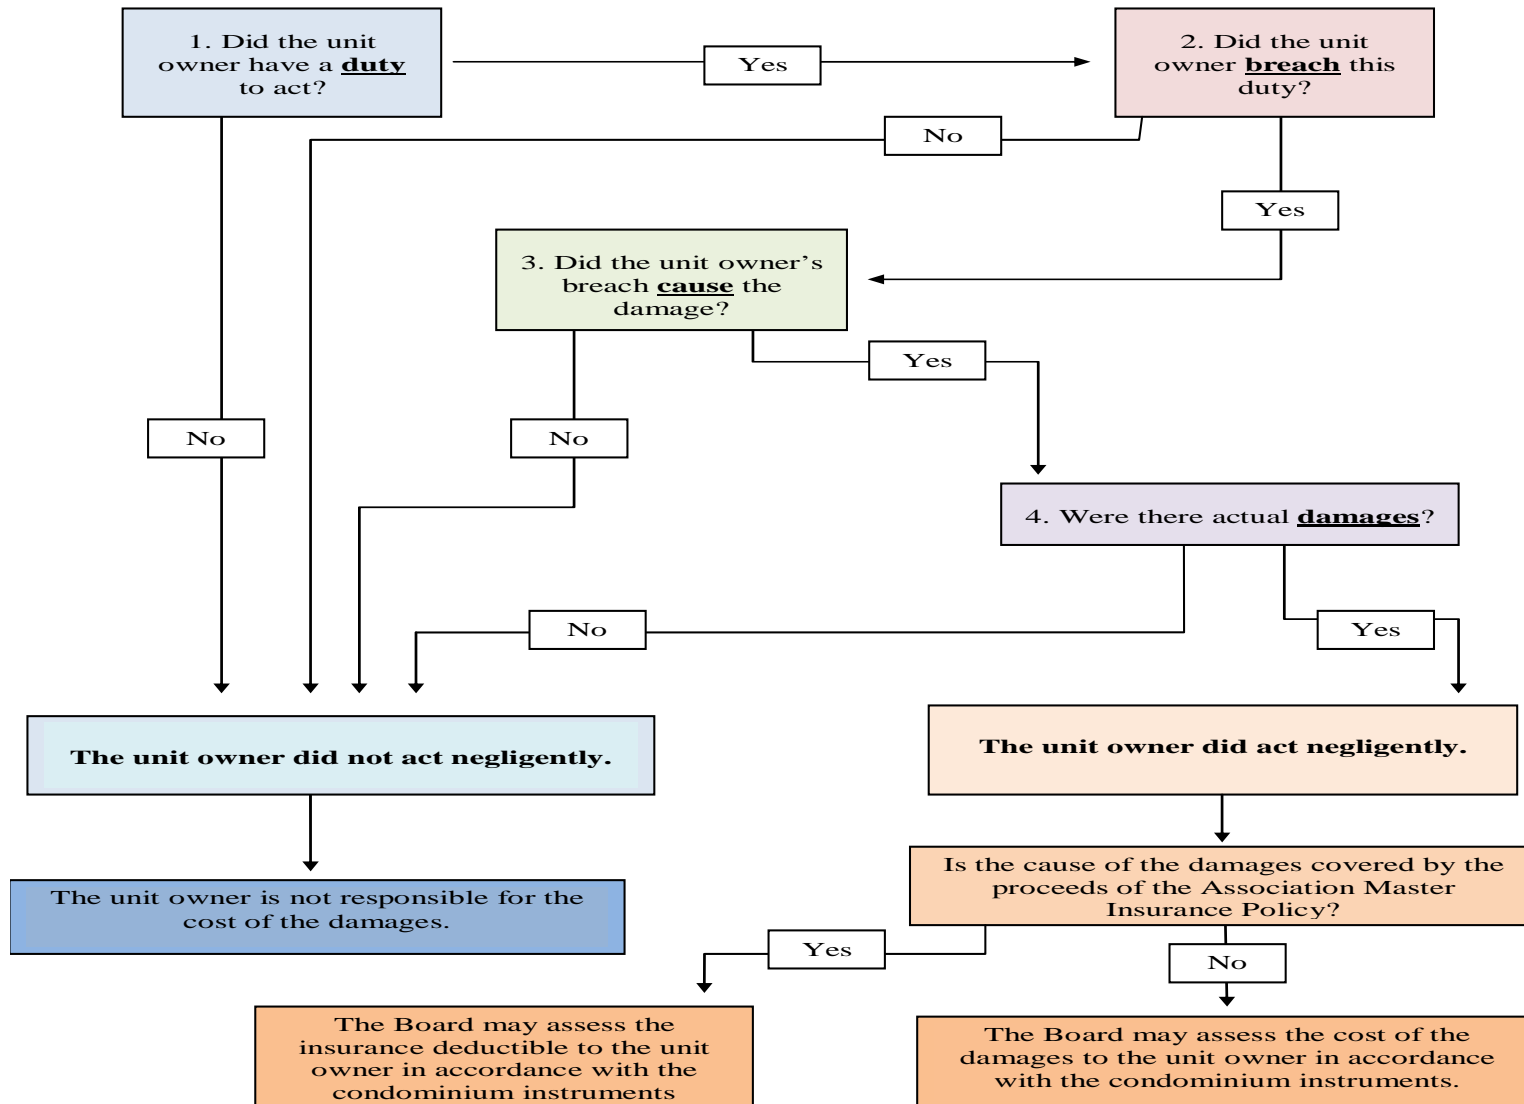 1. Did the unit
owner have a duty
to act?
Yes
2. Did the unit
owner breach this
duty?
No
Yes
3. Did the unit owner’s
breach cause the
damage?
Yes
No
No
4. Were there actual damages?
No
Yes
The unit owner did not act negligently.
The unit owner did act negligently.
The unit owner is not responsible for the
cost of the damages.
Is the cause of the damages covered by the
proceeds of the Association Master
Insurance Policy?
Yes
No
The Board may assess the
insurance deductible to the unit
owner in accordance with the
condominium instruments
The Board may assess the cost of the
damages to the unit owner in accordance
with the condominium instruments.